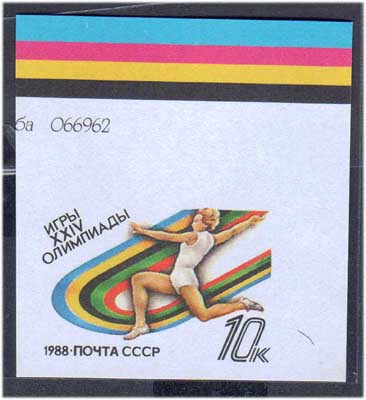 ба 066962
ИГРЫ
XXIV
ОЛИМПИАДЫ
1988·ПОЧТА СССР
10К